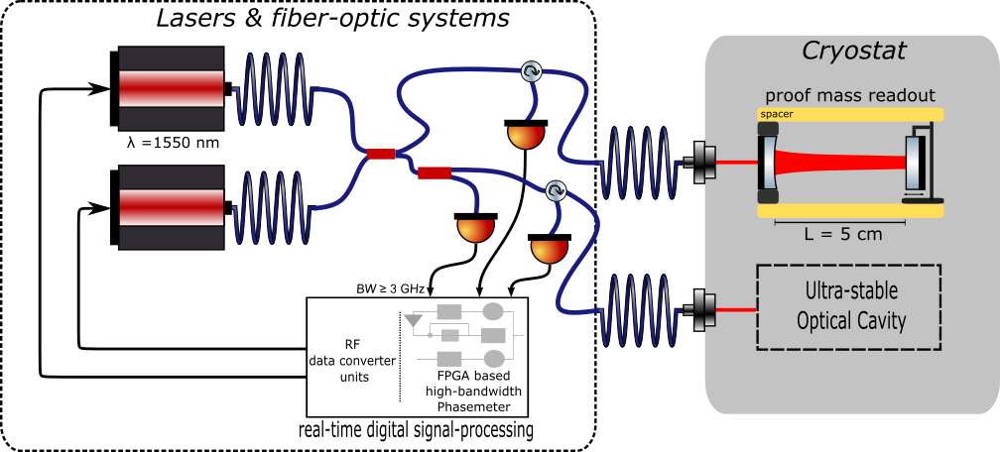 Lasers & fiber-optic systems
λ =1550 nm
BW ≥ 3 GHz
RF
data converter
units
FPGA based
high-bandwidth
Phasemeter
real-time digital signal-processing
Cryostat
proof mass readout
spacer
L = 5 cm
Ultra-stable
Optical Cavity